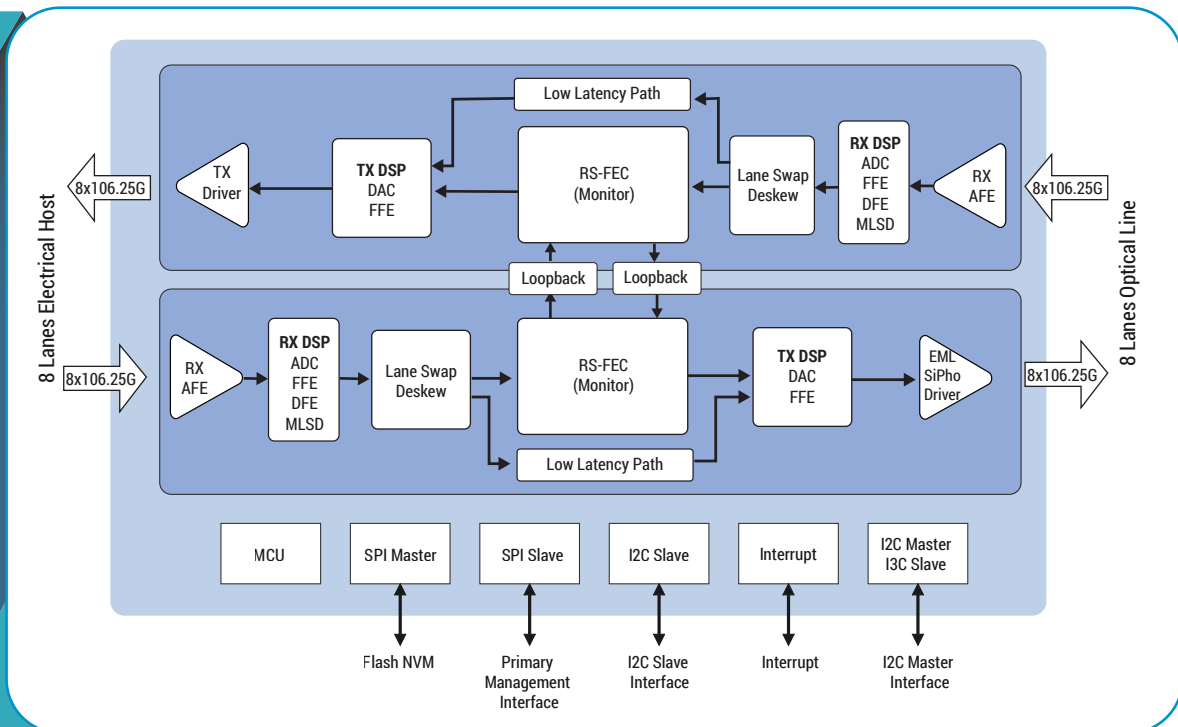 8 Lanes Electrical Host
8 Lanes Optical Line
Low Latency Path
TX
Driver
TX DSP
DAC
FFE
RS-FEC
(Monitor)
Lane Swap
Deskew
RX DSP
ADC
FFE
DFE
MLSD
RX
AFE
8x106.25G
8x106.25G
Loopback
Loopback
8x106.25G
RX
AFE
RX DSP
ADC
FFE
DFE
MLSD
Lane Swap
Deskew
RS-FEC
(Monitor)
Low Latency Path
TX DSP
DAC
FFE
EML
SiPho
Driver
8x106.25G
MCU
SPI Master
SPI Slave
I2C Slave
Interrupt
I2C Master
I3C Slave
Flash NVM
Primary
Management
Interface
I2C Slave
Interface
Interrupt
I2C Master
Interface